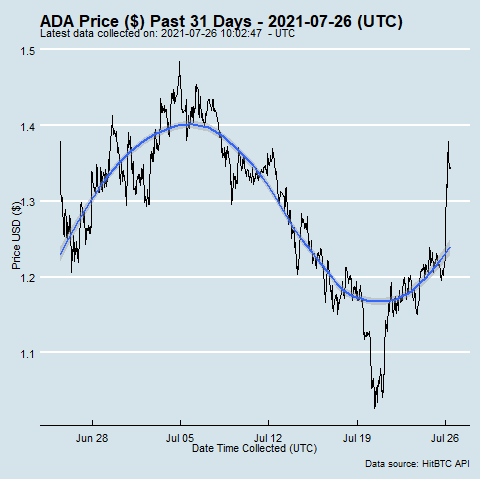 ADA Price ($) Past 31 Days - 2021-07-26 (UTC)
Latest data collected on: 2021-07-26 10:02:47 - UTC
1.5
1.4
1.3
1.2
1.1
Price USD ($)
Jun 28 Jul 05 Jul 12 Jul 19 Jul 26
Date Time Collected (UTC)
Data source: HitBTC API